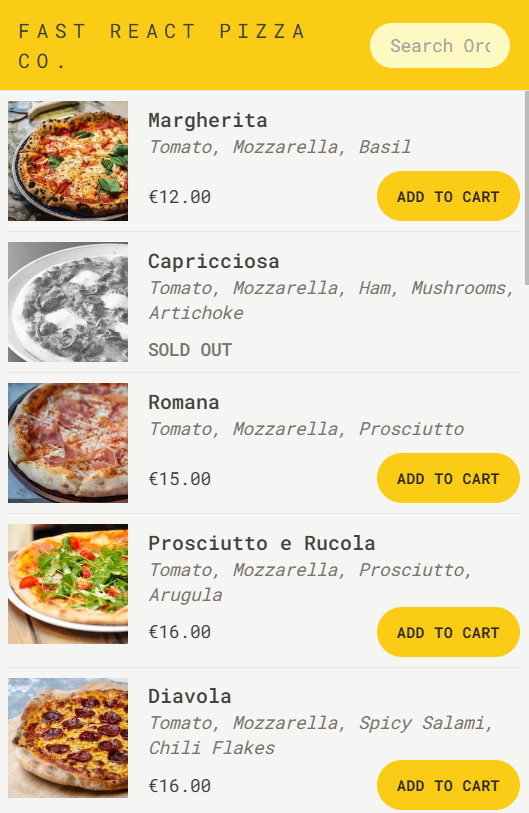 FAST REACT PIZZA
CO.
Search Ord
Margherita
Tomato, Mozzarella, Basil
€12.00
ADD TO CART
Capricciosa
Tomato, Mozzarella, Ham, Mushrooms,
Artichoke
SOLD OUT
Romana
Tomato, Mozzarella, Prosciutto
€15.00
ADD TO CART
Prosciutto e Rucola
Tomato, Mozzarella, Prosciutto,
Arugula
€16.00
ADD TO CART
Diavola
Tomato, Mozzarella, Spicy Salami,
Chili Flakes
€16.00
ADD TO CART